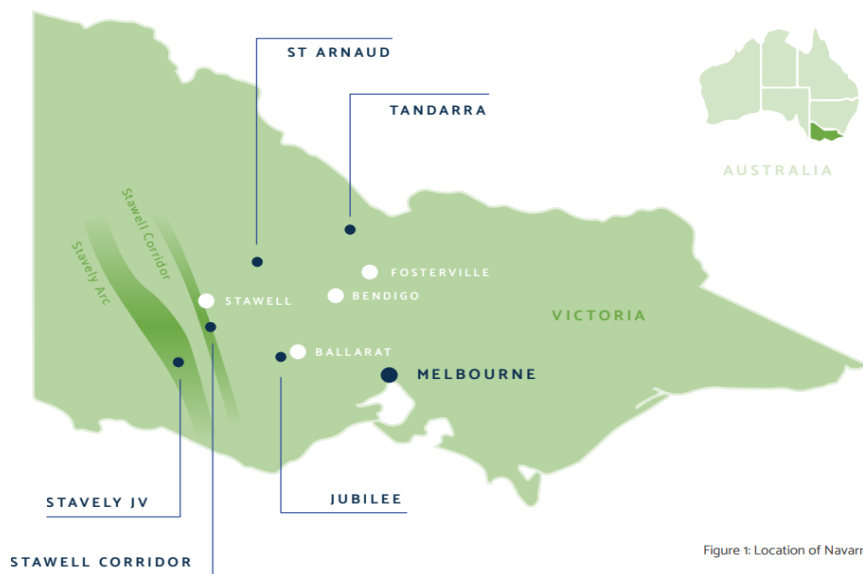 ST ARNAUD
TANDARRA
AUSTRALIA
Stawell Corridor
Stavely Arc
FOSTERVILLE
BENDIGO
STAWELL
VICTORIA
BALLARAT
MELBOURNE
STAVELY JV
JUBILEE
STAWELL CORRIDOR
Figure 1: Location of Navarr